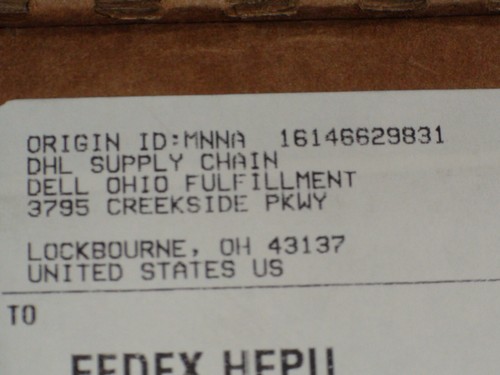 ORIGIN ID:MNNA 16146629831
DHL SUPPLY CHAIN
DELL OHIO FULFILLMENT
3795 CREEKSIDE PKWY
LOCKBOURNE, OH 43137
UNITED STATES US
TO
FEDEX